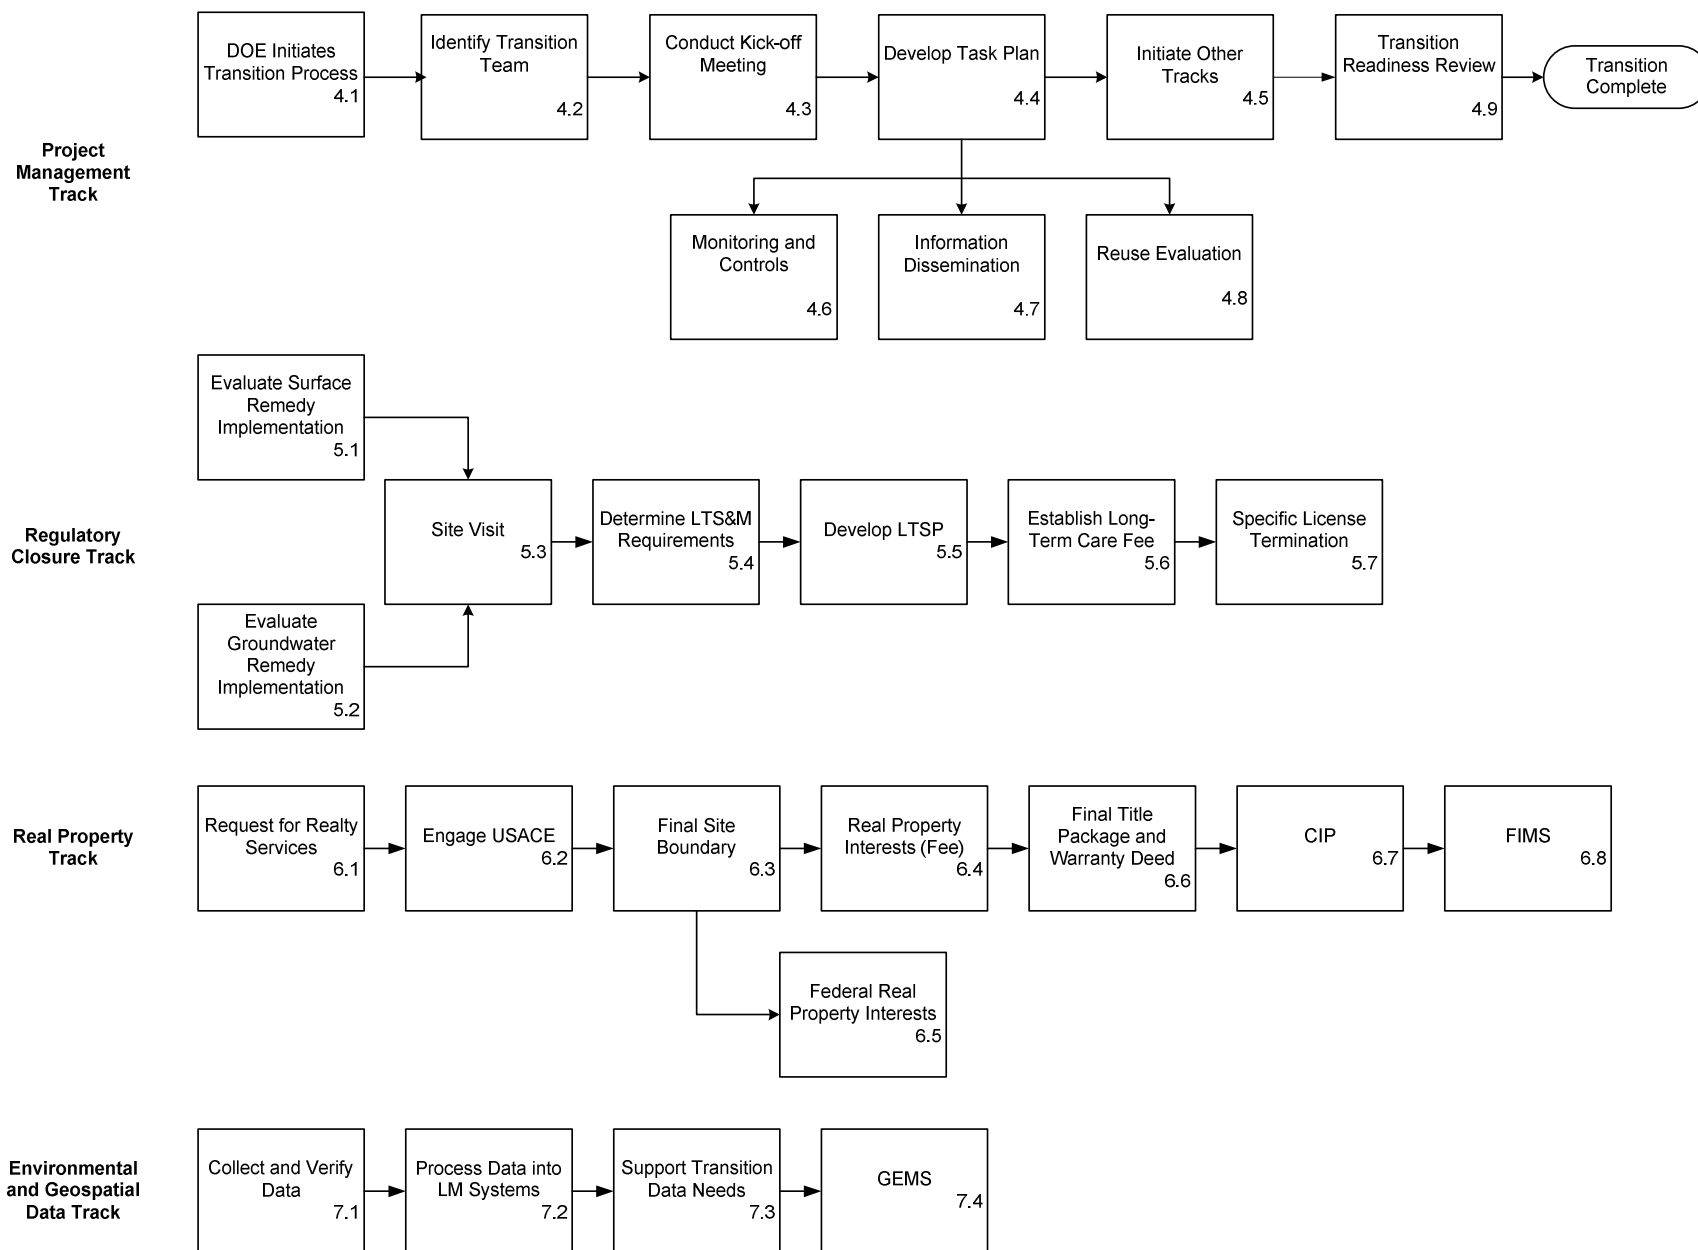 DOE Initiates
Transition Process
4.1
Identify Transition
Team
4.2
Conduct Kick-off
Meeting
4.3
Develop Task Plan
4.4
Initiate Other
Tracks
4.5
Transition
Readiness Review
4.9
Transition
Complete
Project
Management
Track
Monitoring and
Controls
4.6
Information
Dissemination
4.7
Reuse Evaluation
4.8
Evaluate Surface
Remedy
Implementation
5.1
Regulatory
Closure Track
Site Visit
5.3
Determine LTS&M
Requirements
5.4
Develop LTSP
5.5
Establish Long-
Term Care Fee
5.6
Specific License
Termination
5.7
Evaluate
Groundwater
Remedy
Implementation
5.2
Real Property
Track
Request for Realty
Services
6.1
Engage USACE
6.2
Final Site
Boundary
6.3
Real Property
Interests (Fee)
6.4
Final Title
Package and
Warranty Deed
6.6
CIP
6.7
FIMS
6.8
Federal Real
Property Interests
6.5
Environmental
and Geospatial
Data Track
Collect and Verify
Data
7.1
Process Data into
LM Systems
7.2
Support Transition
Data Needs
7.3
GEMS
7.4